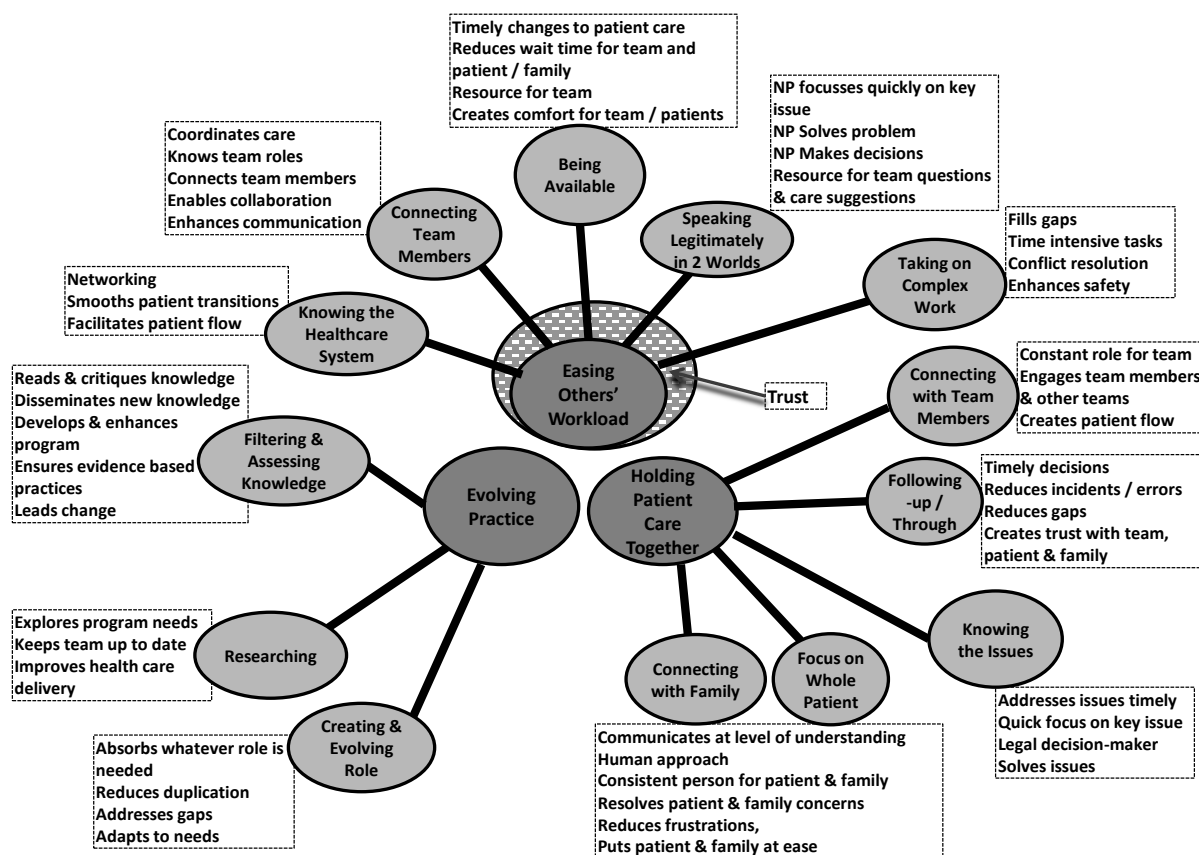 Timely changes to patient care
Reduces wait time for team and
patient / family
Resource for team
Creates comfort for team / patients
NP focusses quickly on key
issue
NP Solves problem
NP Makes decisions
Resource for team questions
& care suggestions
Coordinates care
Knows team roles
Connects team members
Enables collaboration
Enhances communication
Being
Available
Connecting
Team
Members
Speaking
Legitimately
in 2 Worlds
Fills gaps
Time intensive tasks
Conflict resolution
Enhances safety
Taking on
Complex
Work
Networking
Smooths patient transitions
Facilitates patient flow
Knowing the
Healthcare
System
Easing
Others’
Workload
Trust
Connecting
with Team
Members
Constant role for team
Engages team members
& other teams
Creates patient flow
Reads & critiques knowledge
Disseminates new knowledge
Develops & enhances
program
Ensures evidence based
practices
Leads change
Filtering &
Assessing
Knowledge
Evolving
Practice
Holding
Patient
Care
Together
Following
-up /
Through
Timely decisions
Reduces incidents / errors
Reduces gaps
Creates trust with team,
patient & family
Explores program needs
Keeps team up to date
Improves health care
delivery
Researching
Connecting
with Family
Focus on
Whole
Patient
Knowing
the Issues
Addresses issues timely
Quick focus on key issue
Legal decision-maker
Solves issues
Absorbs whatever role is
needed
Reduces duplication
Addresses gaps
Adapts to needs
Creating &
Evolving
Role
Communicates at level of understanding
Human approach
Consistent person for patient & family
Resolves patient & family concerns
Reduces frustrations,
Puts patient & family at ease